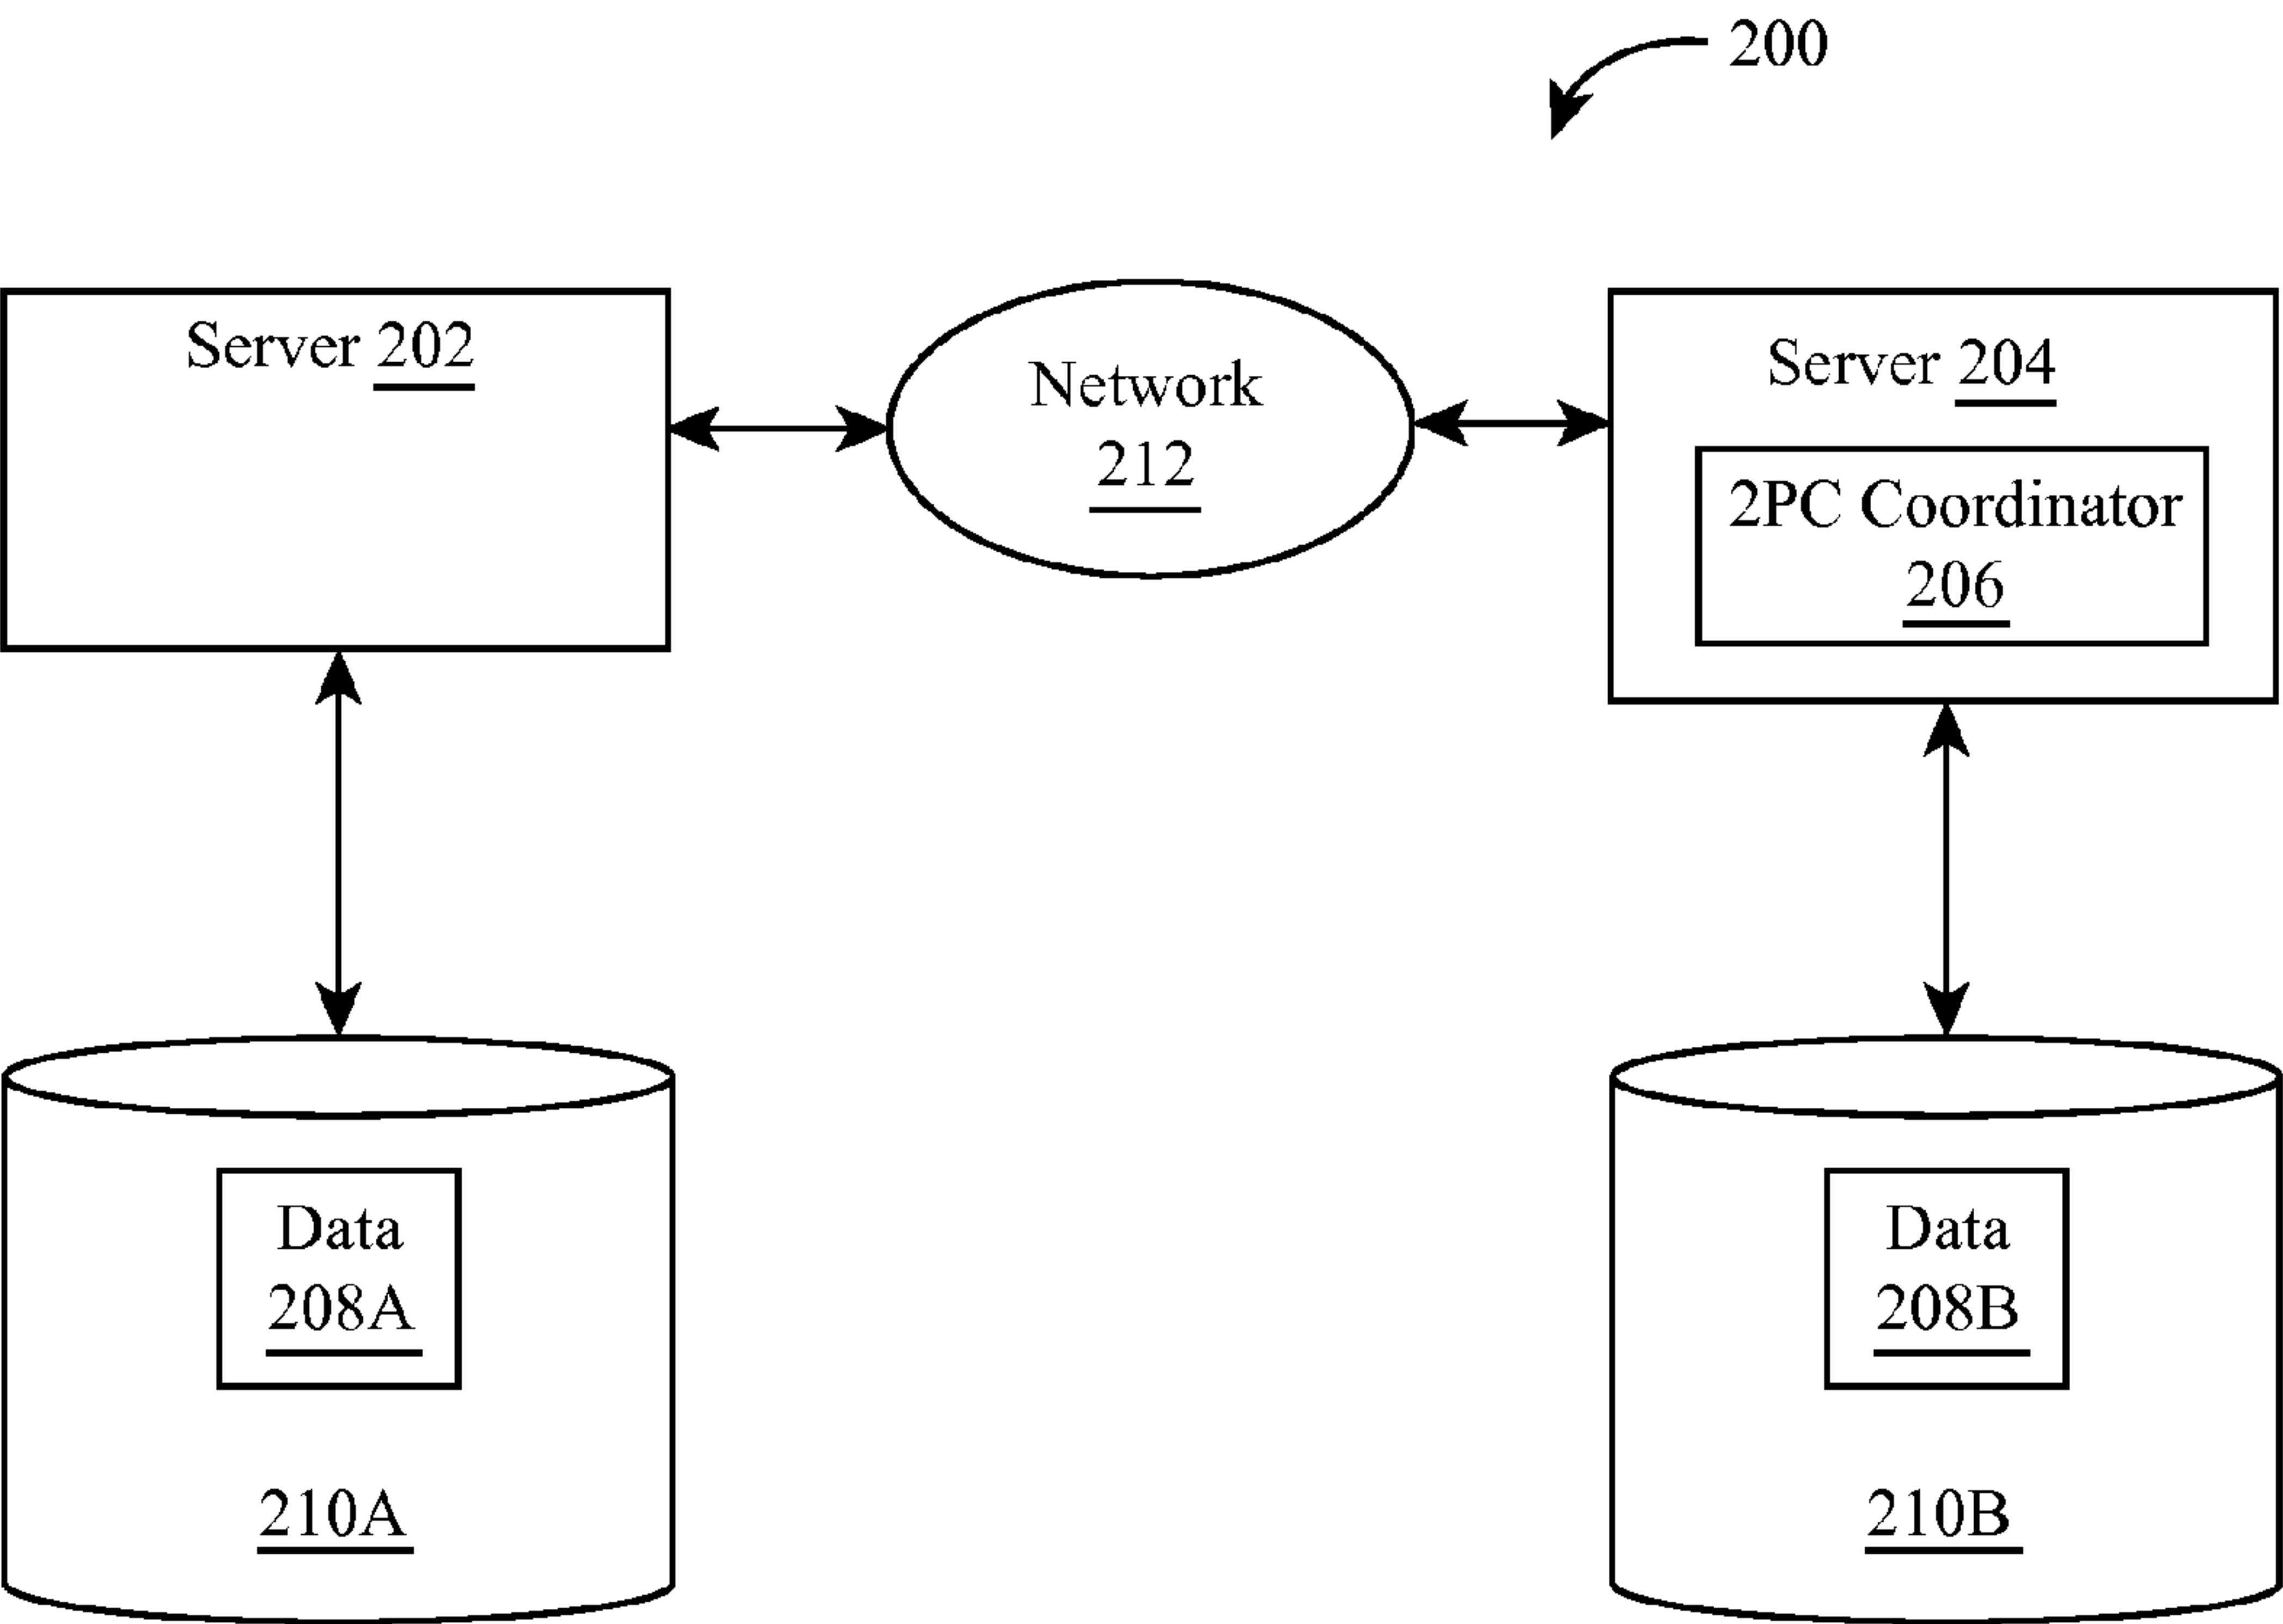 200
Server 202
Network
212
Server 204
2PC Coordinator
206
Data
208A
210A
Data
208B
210B